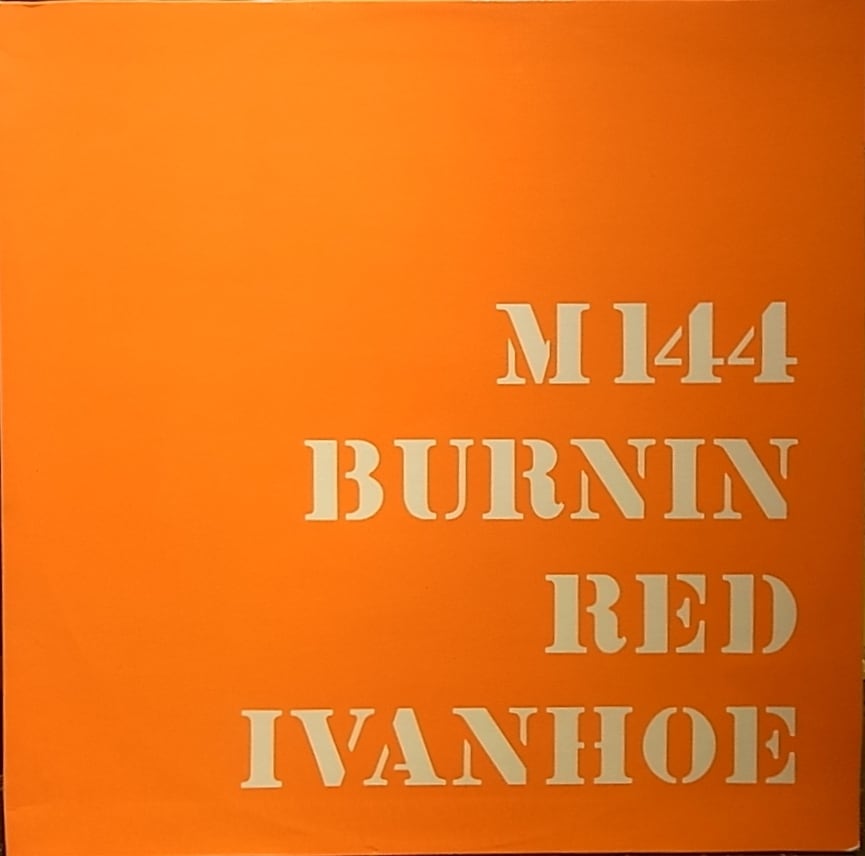 M 144
BURNIN
RED
IVANHOE